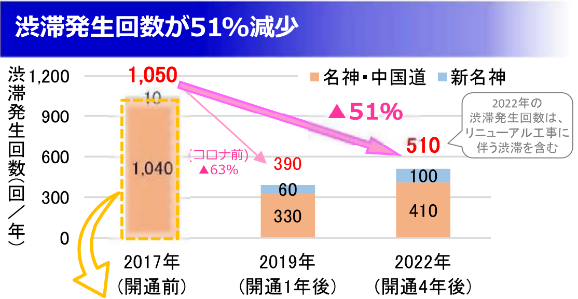 渋滞発生回数が51%減少
渋滞発生回数(回/年)
1,200
900
600
300
0
1,050
10
1,040
名神・中国道
新名神
▲51%
2022年の
渋滞発生回数は、
リニューアル工事に
伴う渋滞を含む
(コロナ前)
▲63%
390
60
330
510
100
410
2017年
(開通前)
2019年
(開通1年後)
2022年
(開通4年後)